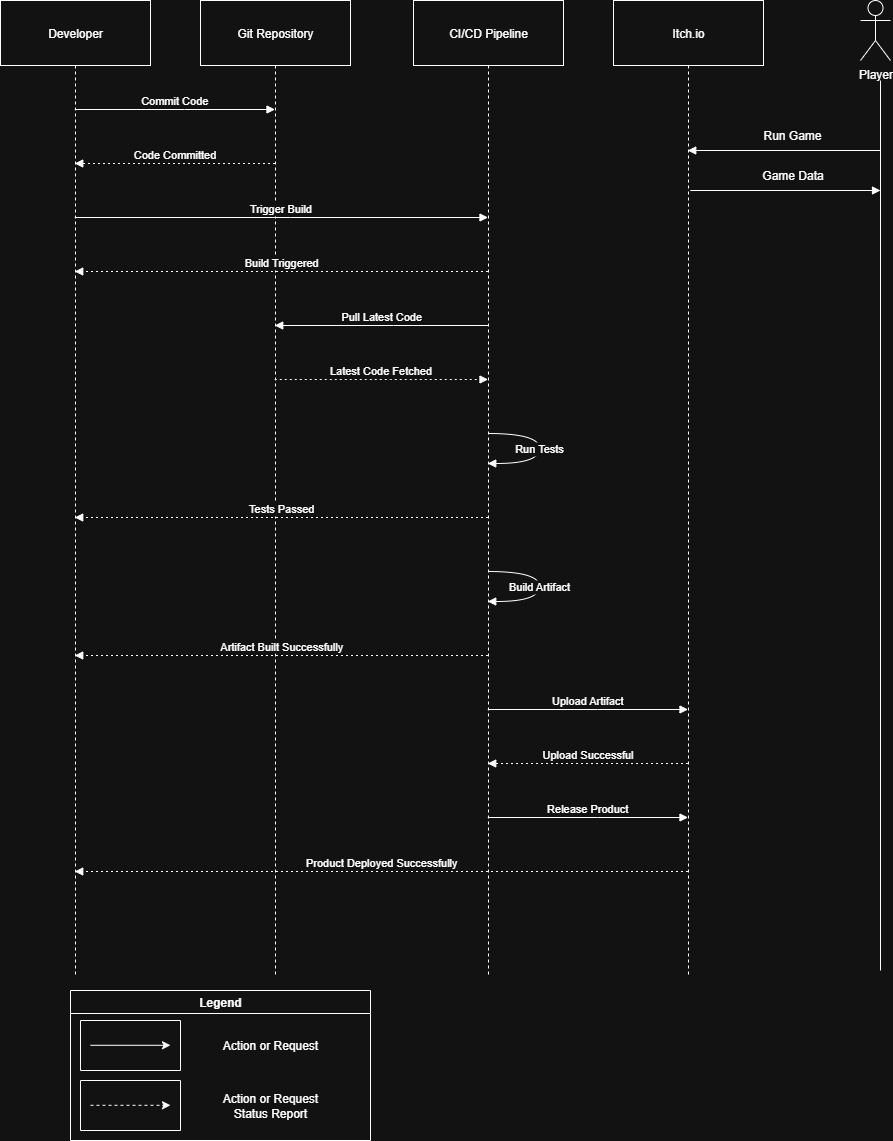 Developer
Git Repository
CI/CD Pipeline
Itch.io
Player
Commit Code
Run Game
Code Committed
Game Data
Trigger Build
Build Triggered
Pull Latest Code
Latest Code Fetched
Run Tests
Tests Passed
Build Artifact
Artifact Built Successfully
Upload Artifact
Upload Successful
Release Product
Product Deployed Successfully
Legend
Action or Request
Action or Request
Status Report